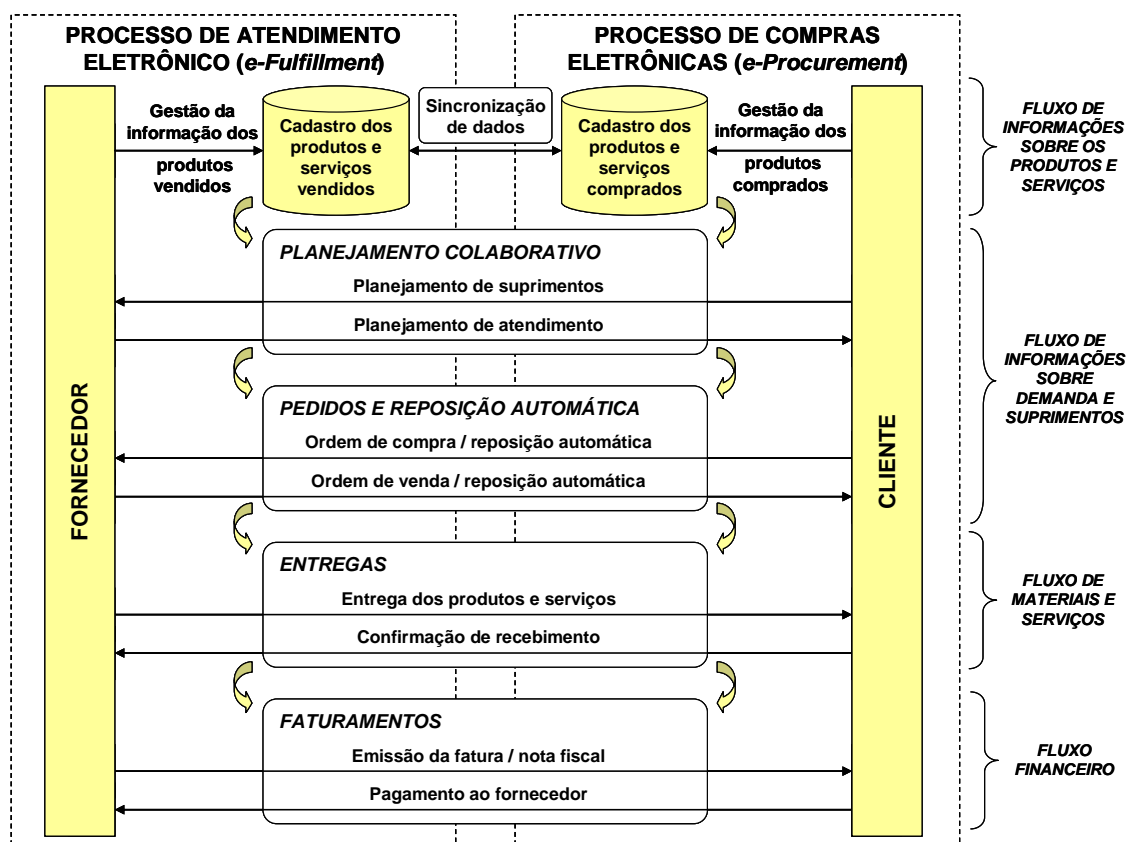 PROCESSO DE ATENDIMENTO
ELETRÔNICO (e-Fulfillment)
PROCESSO DE COMPRAS
ELETRÔNICAS (e-Procurement)
Gestão da
informação dos
produtos
vendidos
Cadastro dos
produtos e
serviços
vendidos
Sincronização
de dados
Cadastro dos
produtos e
serviços
comprados
Gestão da
informação dos
produtos
comprados
FLUXO DE
INFORMAÇÕES
SOBRE OS
PRODUTOS E
SERVIÇOS
FORNECEDOR
CLIENTE
PLANEJAMENTO COLABORATIVO
Planejamento de suprimentos
Planejamento de atendimento
PEDIDOS E REPOSIÇÃO AUTOMÁTICA
Ordem de compra / reposição automática
Ordem de venda / reposição automática
FLUXO DE
INFORMAÇÕES
SOBRE
DEMANDA E
SUPRIMENTOS
ENTREGAS
Entrega dos produtos e serviços
Confirmação de recebimento
FLUXO DE
MATERIAIS E
SERVIÇOS
FATURAMENTOS
Emissão da fatura / nota fiscal
Pagamento ao fornecedor
FLUXO
FINANCEIRO